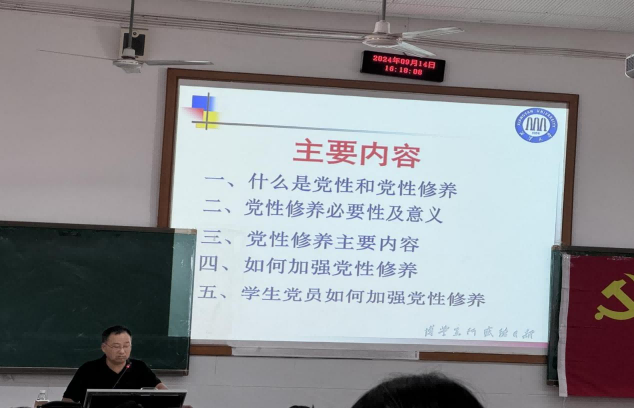 2024年09月14日
16:18:08
主要内容
一、什么是党性和党性修养
二、党性修养必要性及意义
三、党性修养主要内容
四、如何加强党性修养
五、学生党员如何加强党性修养